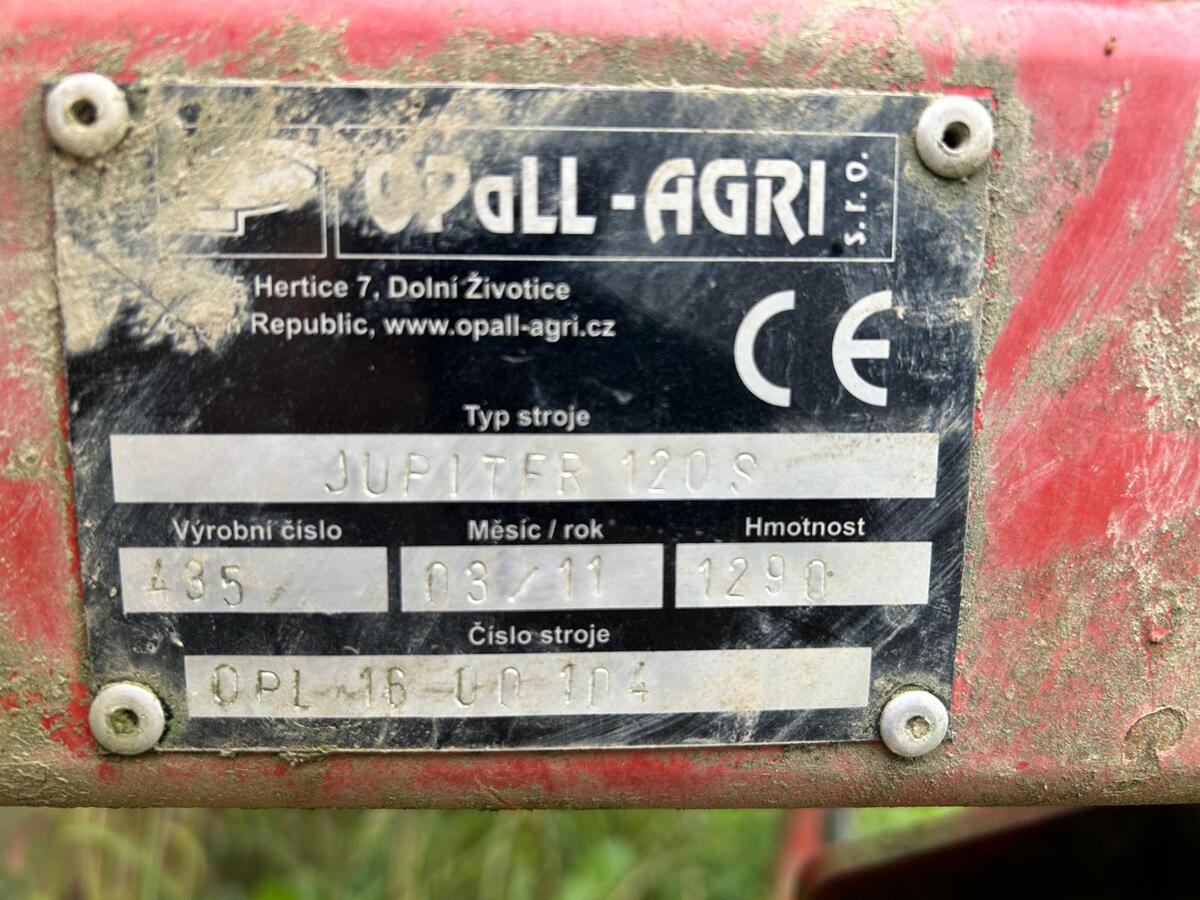 OPaLL-AGRI s.r.o.
Hertice 7, Dolní Životice
Republic, www.opall-agri.cz
CE
Typ stroje
JUPITER 120S
Výrobní číslo Měsíc / rok Hmotnost
435 03/11 1290
Číslo stroje
OPL 16 00 104